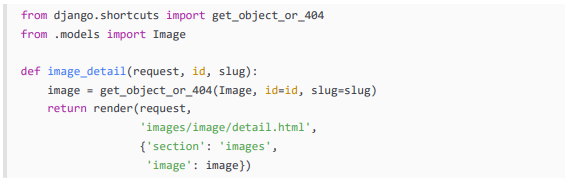 from django.shortcuts import get_object_or_404
from .models import Image

def image_detail(request, id, slug):
    image = get_object_or_404(Image, id=id, slug=slug)
    return render(request,
                  'images/image/detail.html',
                  {'section': 'images',
                   'image': image})